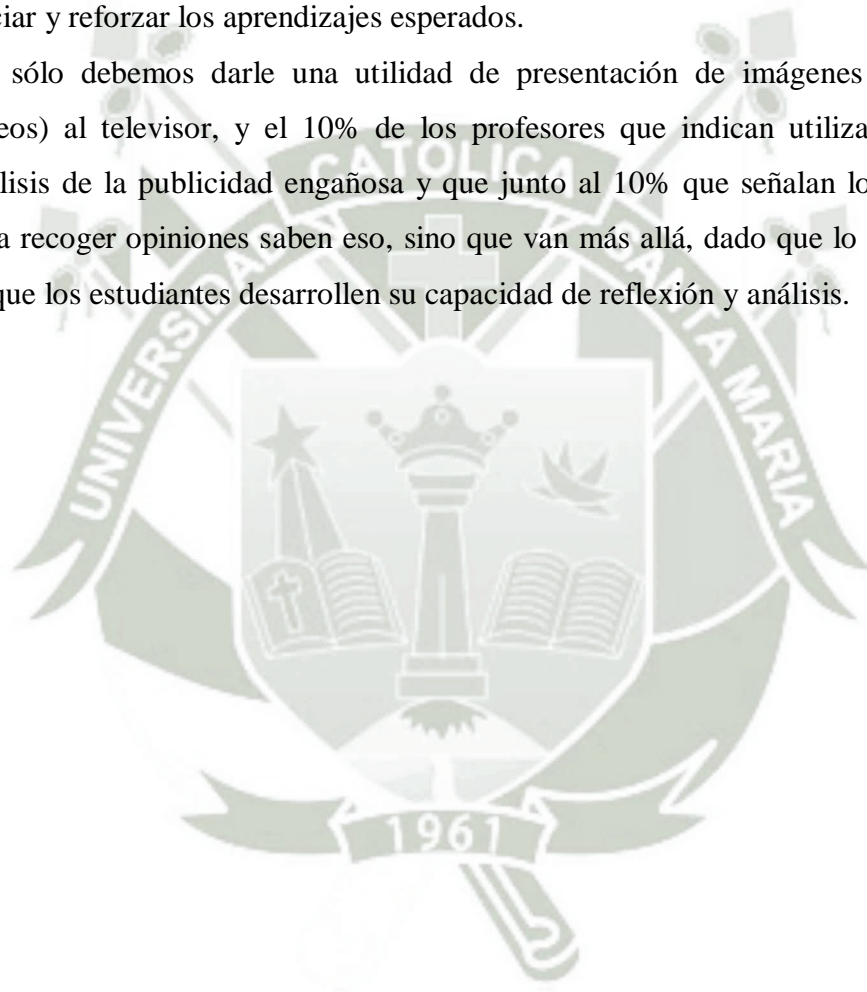 ciar y reforzar los aprendizajes esperados.
sólo debemos darle una utilidad de presentación de imágenes
eos) al televisor, y el 10% de los profesores que indican utiliza
lisis de la publicidad engañosa y que junto al 10% que señalan lo
a recoger opiniones saben eso, sino que van más allá, dado que lo
que los estudiantes desarrollen su capacidad de reflexión y análisis.
UNIVERSIDAD CATOLICA SANTA MARIA
1961